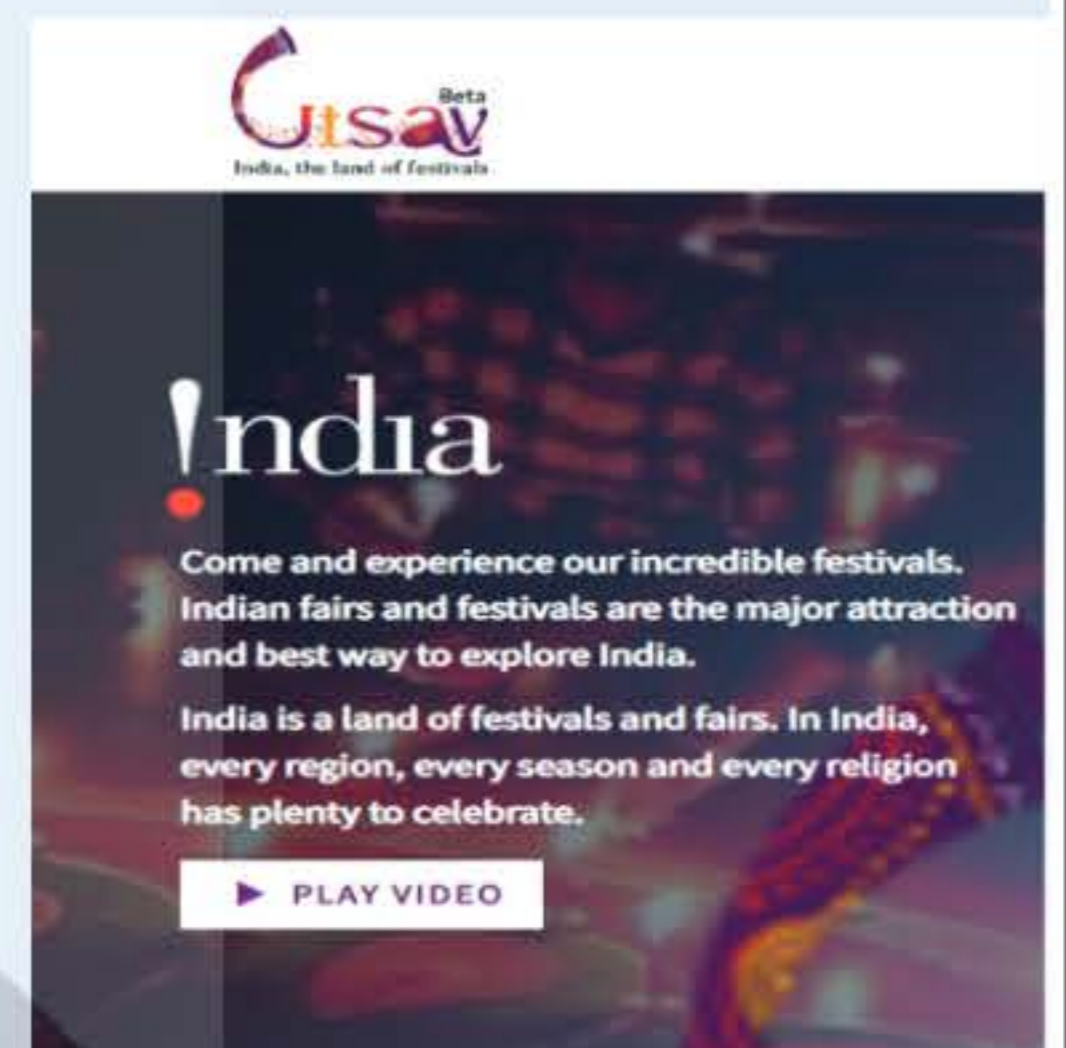 Utsav
Beta
India, the land of festivals
!ndia
Come and experience our incredible festivals.
Indian fairs and festivals are the major attraction
and best way to explore India.
India is a land of festivals and fairs. In India,
every region, every season and every religion
has plenty to celebrate.
PLAY VIDEO